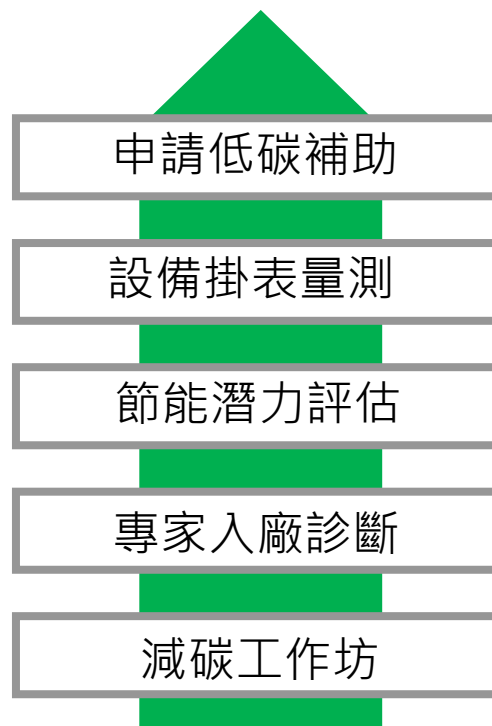 申請低碳補助
設備掛表量測
節能潛力評估
專家入廠診斷
減碳工作坊